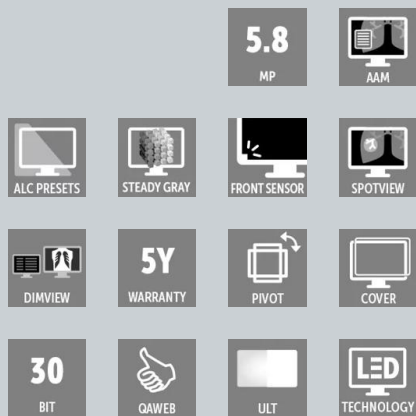 5.8
MP
AAM
ALC PRESETS
STEADY GRAY
FRONT SENSOR
SPOTVIEW
DIMVIEW
5Y
WARRANTY
PIVOT
COVER
30
BIT
QAWEB
ULT
LED
TECHNOLOGY